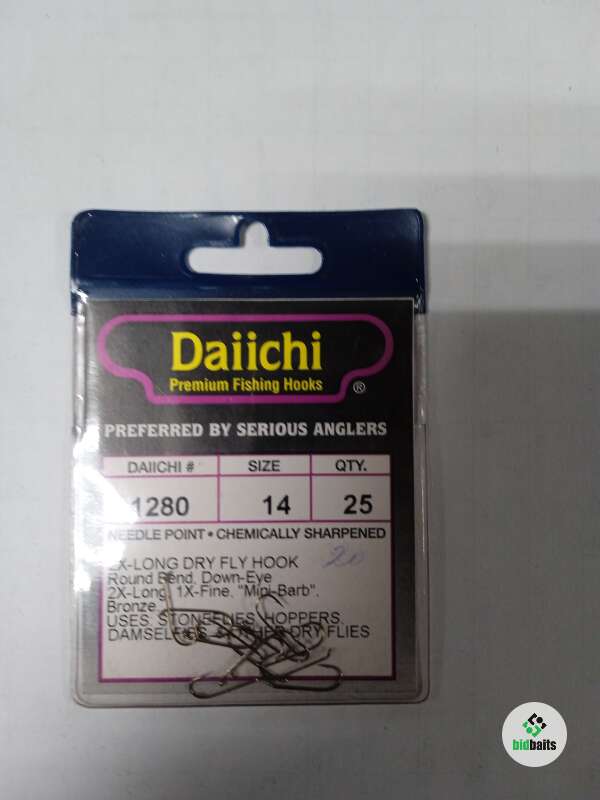 Daiichi
Premium Fishing Hooks ®
PREFERRED BY SERIOUS ANGLERS
DAIICHI # SIZE QTY.
1280 14 25
NEEDLE POINT • CHEMICALLY SHARPENED
2X-LONG DRY FLY HOOK 20
Round Bend, Down-Eye
2X-Long, 1X-Fine, "Mini-Barb",
Bronze
USES: STONEFLIES, HOPPERS,
DAMSELFLIES, DRY FLIES
bidbaits